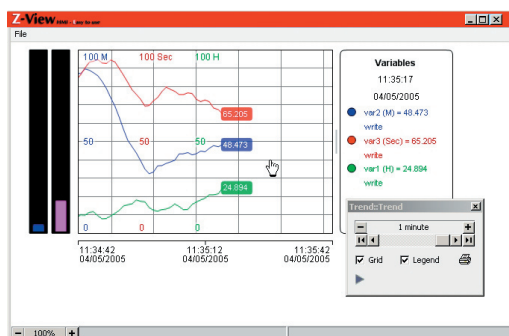 Z-View
File
100 M 100 Sec 100 H
65.205
50 50 50 48.473
24.894
0 0 0
11:34:42 11:35:12 11:35:42
04/05/2005 04/05/2005 04/05/2005
Variables
11:35:17
04/05/2005
var2 (M) = 48.473
write
var3 (Sec) = 65.205
write
var1 (H) = 24.894
write
Trend::Trend
1 minute
Grid Legend
100%